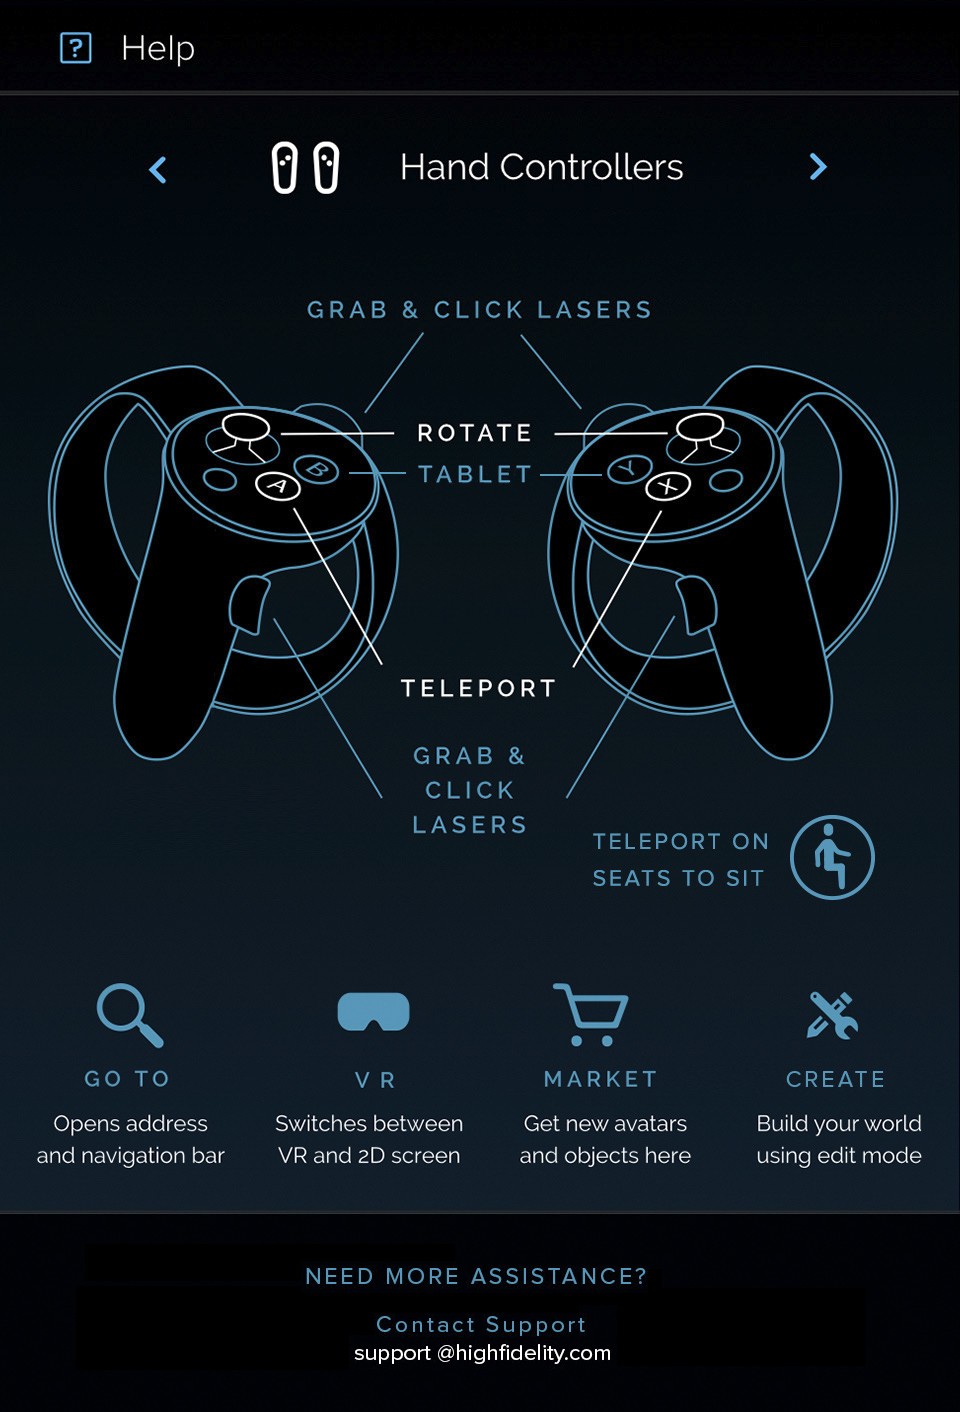 ? Help
Hand Controllers
GRAB & CLICK LASERS
ROTATE
B
Y
TABLET
A
X
TELEPORT
GRAB &
CLICK
LASERS
TELEPORT ON
SEATS TO SIT
GO TO
Opens address
and navigation bar
VR
Switches between
VR and 2D screen
MARKET
Get new avatars
and objects here
CREATE
Build your world
using edit mode
NEED MORE ASSISTANCE?
Contact Support
support @highfidelity.com